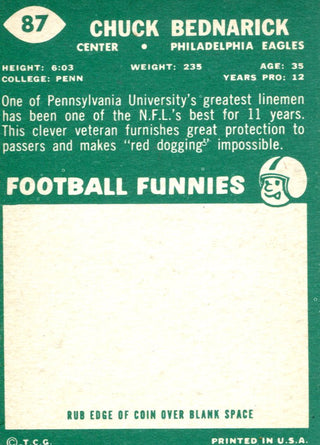 87
CHUCK BEDNARICK
CENTER • PHILADELPHIA EAGLES
HEIGHT: 6:03 WEIGHT: 235 AGE: 35
COLLEGE: PENN YEARS PRO: 12
One of Pennsylvania University's greatest linemen
has been one of the N.F.L.'s best for 11 years.
This clever veteran furnishes great protection to
passers and makes "red dogging" impossible.
FOOTBALL FUNNIES
RUB EDGE OF COIN OVER BLANK SPACE
© T.C.G. PRINTED IN U.S.A.